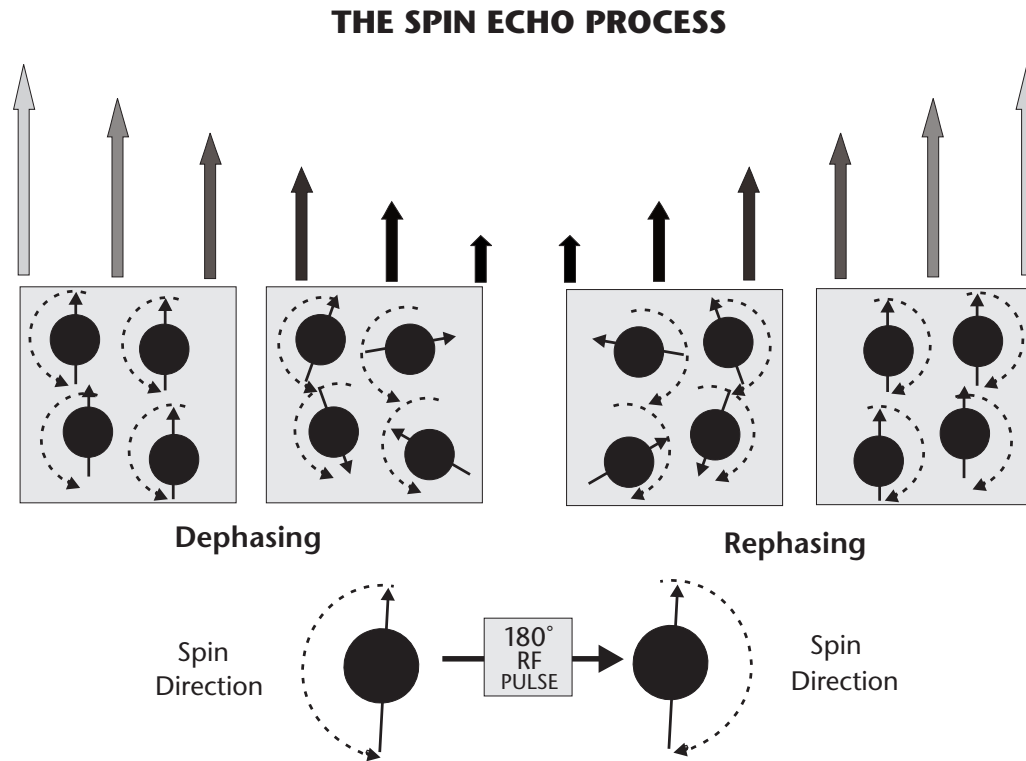 THE SPIN ECHO PROCESS
Dephasing
Rephasing
Spin
Direction
180°
RF
PULSE
Spin
Direction